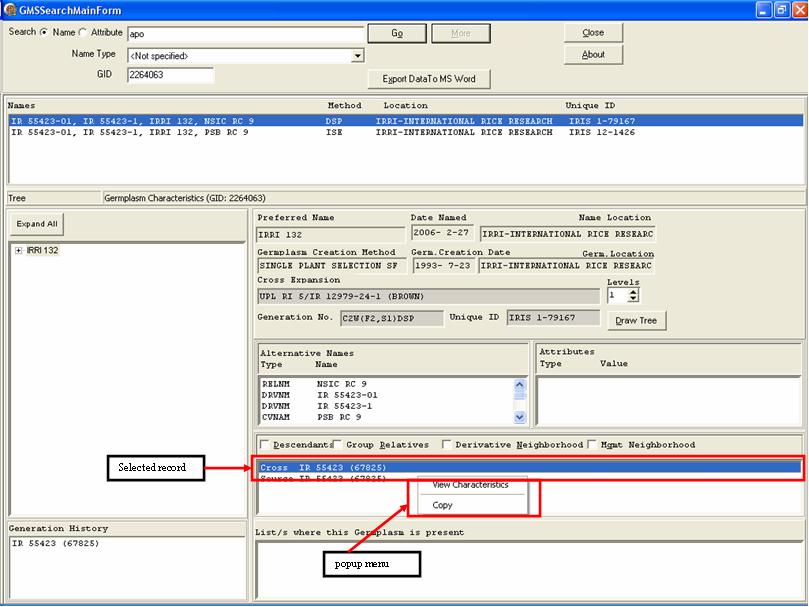 GMSSearchMainForm
Search Name Attribute apo Go More Close
Name Type <Not specified> About
GID 2264063 Export DataTo MS Word
Names Method Location Unique ID
IR 55423-01, IR 55423-1, IRRI 132, NSIC RC 9 DSP IRRI-INTERNATIONAL RICE RESEARCH IRIS 1-79167
IR 55423-01, IR 55423-1, IRRI 132, PSB RC 9 ISE IRRI-INTERNATIONAL RICE RESEARCH IRIS 12-1426
Tree Germplasm Characteristics (GID: 2264063)
Expand All
IRRI 132
Preferred Name Date Named Name Location
IRRI 132 2006- 2-27 IRRI-INTERNATIONAL RICE RESEARC
Germplasm Creation Method Germ.Creation Date Germ.Location
SINGLE PLANT SELECTION SF 1993- 7-23 IRRI-INTERNATIONAL RICE RESEARC
Cross Expansion Levels
UPL RI 5/IR 12979-24-1 (BROWN) 1
Generation No. C2W(F2,S1)DSP Unique ID IRIS 1-79167 Draw Tree
Alternative Names
Type Name
RELNM NSIC RC 9
DRVNM IR 55423-01
DRVNM IR 55423-1
CVNAM PSB RC 9
Attributes
Type Value
Descendants Group Relatives Derivative Neighborhood Mgmt Neighborhood
Selected record
Cross IR 55423 (67825)
Source IR 55423 (67825)
View Characteristics
Copy
Generation History
IR 55423 (67825)
List/s where this Germplasm is present
popup menu